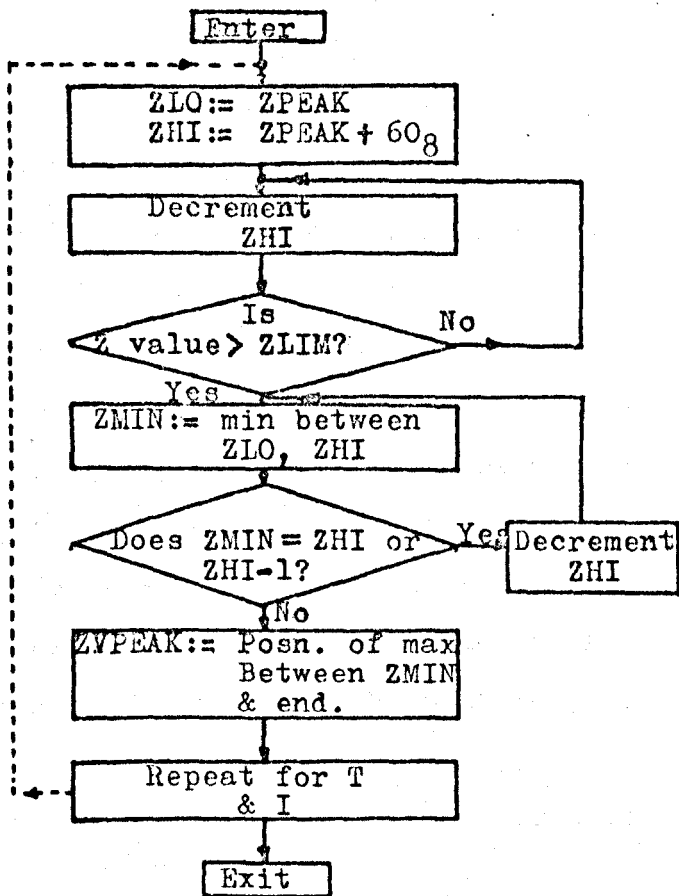 Enter
ZLO:= ZPEAK
ZHI:= ZPEAK + 60₈
Decrement
ZHI
Is
Z value > ZLIM?
No
Yes
ZMIN:= min between
ZLO, ZHI
Does ZMIN = ZHI or
ZHI-1?
Yes
Decrement
ZHI
No
ZVPEAK:= Posn. of max
Between ZMIN
& end.
Repeat for T
& I
Exit